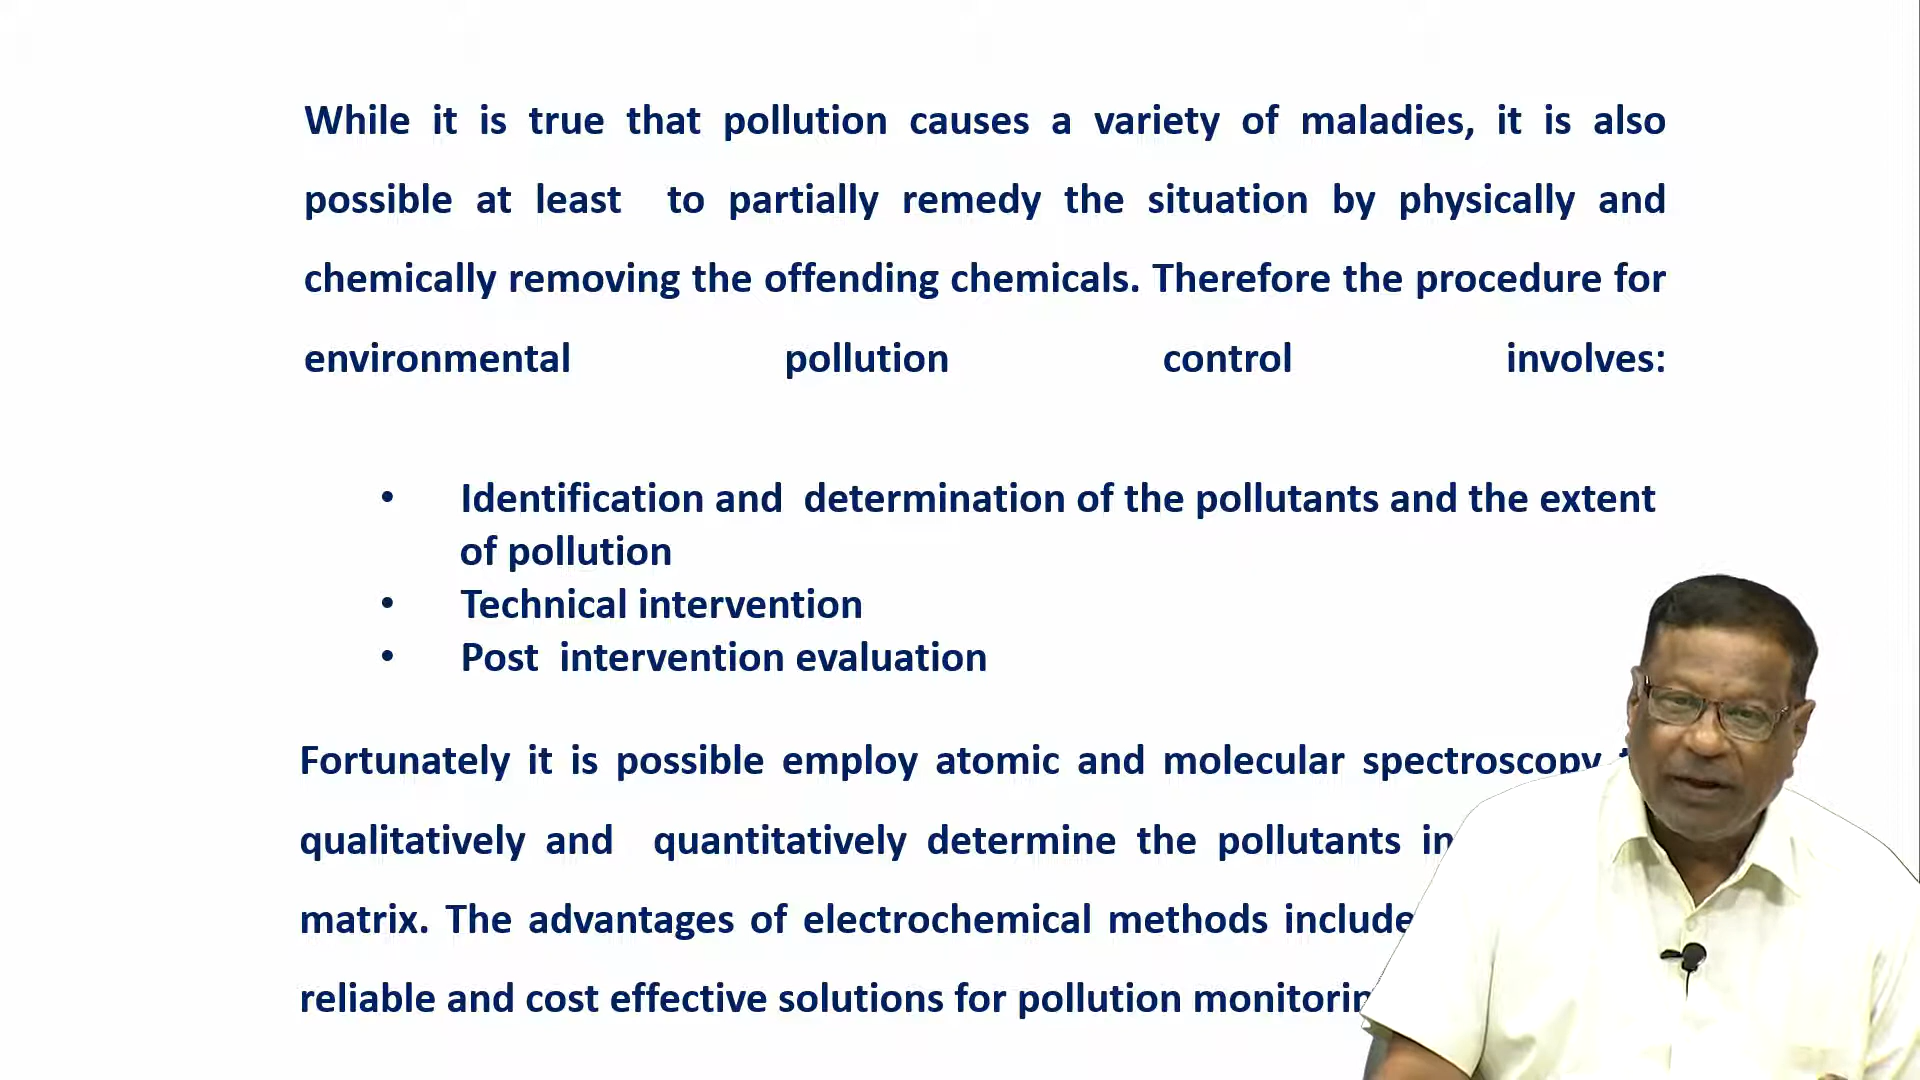 While it is true that pollution causes a variety of maladies, it is also
possible at least to partially remedy the situation by physically and
chemically removing the offending chemicals. Therefore the procedure for
environmental pollution control involves:
• Identification and determination of the pollutants and the extent
of pollution
• Technical intervention
• Post intervention evaluation
Fortunately it is possible employ atomic and molecular spectroscopy
qualitatively and quantitatively determine the pollutants in
matrix. The advantages of electrochemical methods include
reliable and cost effective solutions for pollution